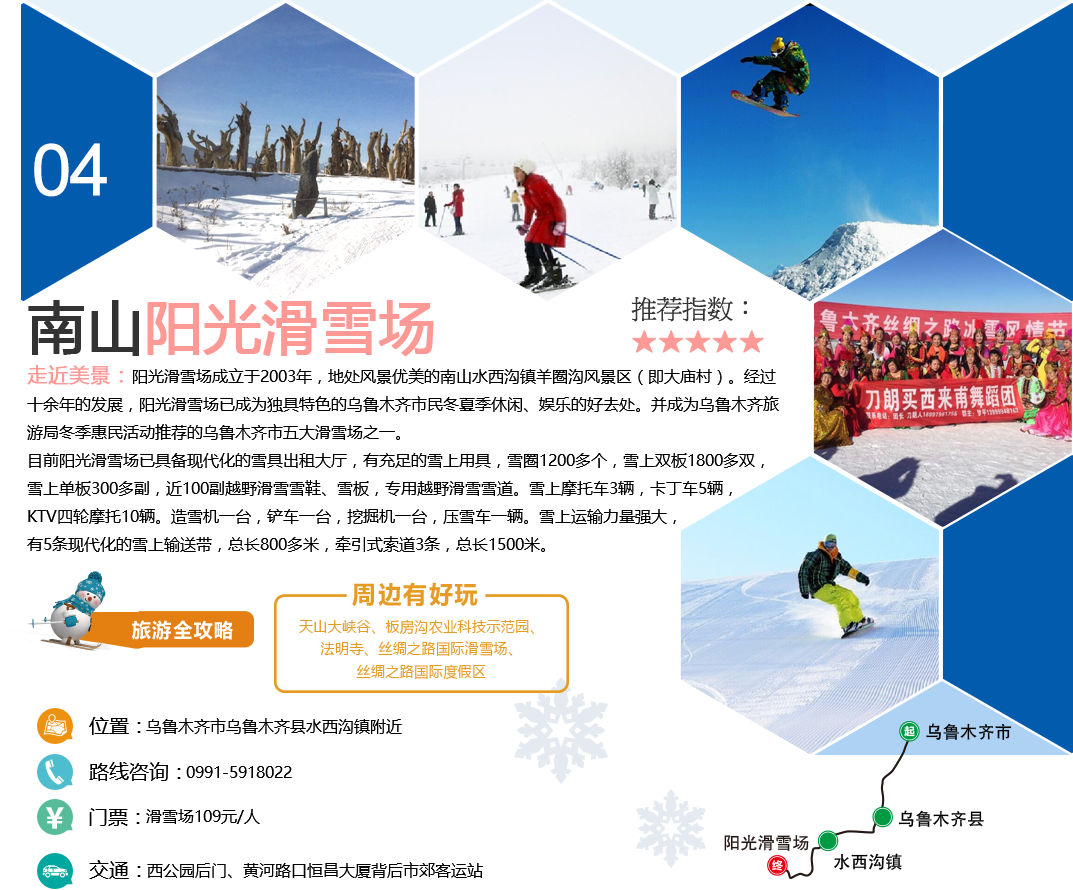 04
南山阳光滑雪场
推荐指数：
★★★★★
走近美景：阳光滑雪场成立于2003年，地处风景优美的南山水西沟镇羊圈沟风景区（即大庙村）。经过
十余年的发展，阳光滑雪场已成为独具特色的乌鲁木齐市民冬夏季休闲、娱乐的好去处。并成为乌鲁木齐旅
游局冬季惠民活动推荐的乌鲁木齐市五大滑雪场之一。
目前阳光滑雪场已具备现代化的雪具出租大厅，有充足的雪上用具，雪圈1200多个，雪上双板1800多双，
雪上单板300多副，近100副越野滑雪雪鞋、雪板，专用越野滑雪雪道。雪上摩托车3辆，卡丁车5辆，
KTV四轮摩托10辆。造雪机一台，铲车一台，挖掘机一台，压雪车一辆。雪上运输力量强大，
有5条现代化的雪上输送带，总长800多米，牵引式索道3条，总长1500米。
鲁木齐丝绸之路冰雪风情节
刀朗买西来甫舞蹈团
旅游全攻略
周边有好玩
天山大峡谷、板房沟农业科技示范园、
法明寺、丝绸之路国际滑雪场、
丝绸之路国际度假区
位置：乌鲁木齐市乌鲁木齐县水西沟镇附近
路线咨询：0991-5918022
¥
门票：滑雪场109元/人
交通：西公园后门、黄河路口恒昌大厦背后市郊客运站
起 乌鲁木齐市
乌鲁木齐县
水西沟镇
阳光滑雪场
终